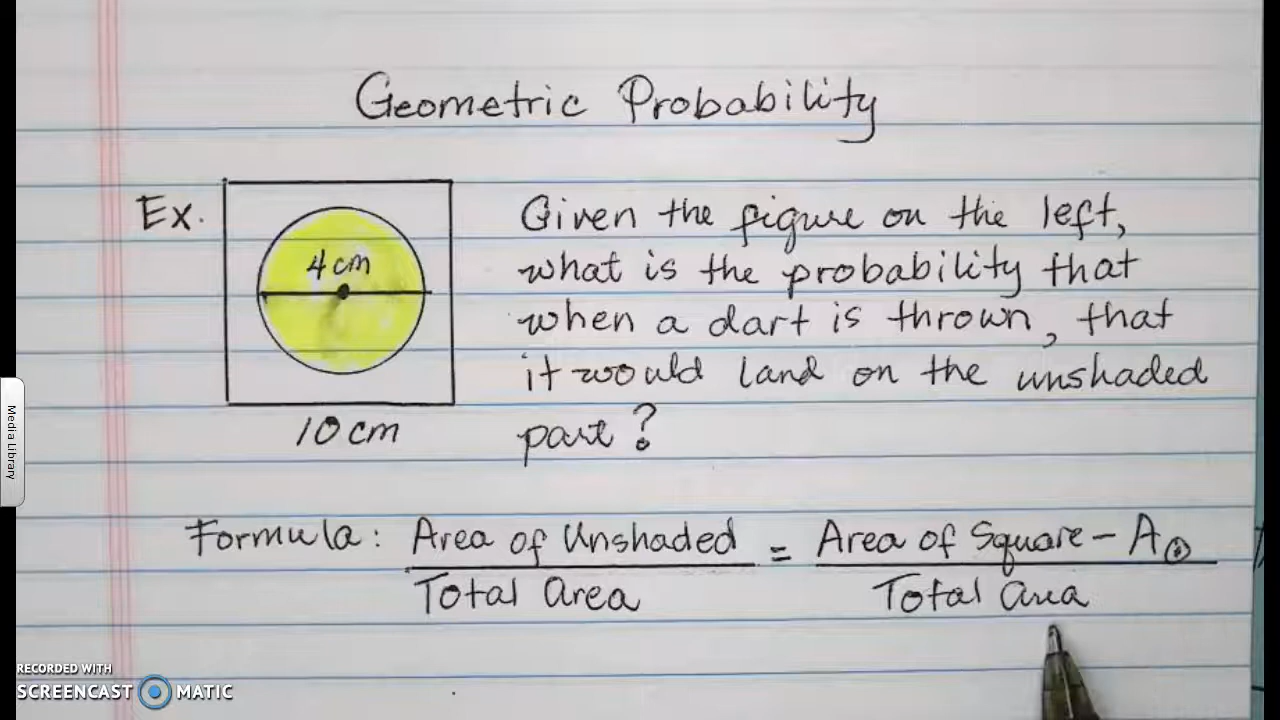 Geometric Probability
Ex.
4 cm
10 cm
Given the figure on the left,
what is the probability that
when a dart is thrown, that
it would land on the unshaded
part?
Formula: Area of Unshaded / Total Area = Area of Square - A⊙ / Total Area
Media Library
RECORDED WITH
SCREENCAST MATIC